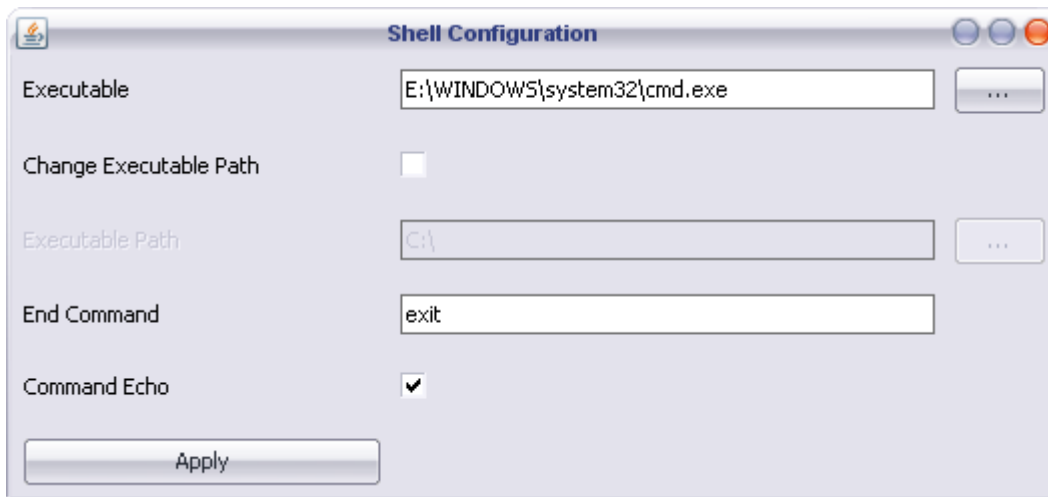 Shell Configuration
Executable E:\WINDOWS\system32\cmd.exe ...
Change Executable Path
Executable Path C:\ ...
End Command exit
Command Echo
Apply